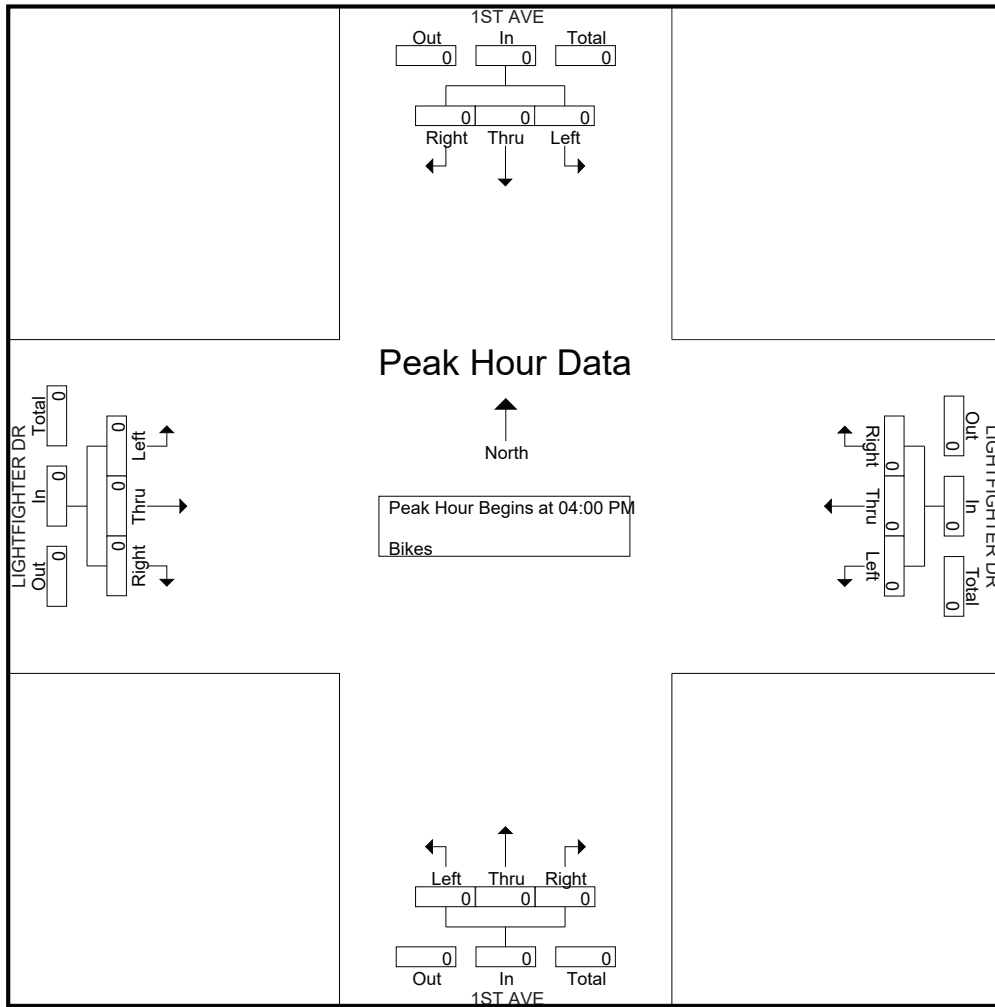 1ST AVE
Out In Total
0 0 0
0 0 0
Right Thru Left
Peak Hour Data
North
Peak Hour Begins at 04:00 PM
Bikes
LIGHTFIGHTER DR
Out In Total
0 0 0
0 0 0
Right Thru Left
LIGHTFIGHTER DR
Total In Out
0 0 0
0 0 0
Left Thru Right
Left Thru Right
0 0 0
0 0 0
Out In Total
1ST AVE